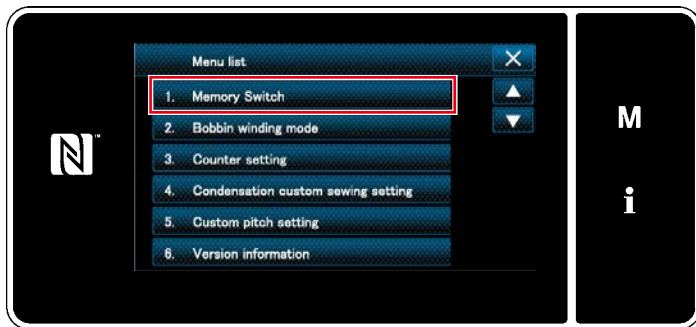 Menu list
1. Memory Switch
2. Bobbin winding mode
3. Counter setting
4. Condensation custom sewing setting
5. Custom pitch setting
6. Version information
M
i
N
™